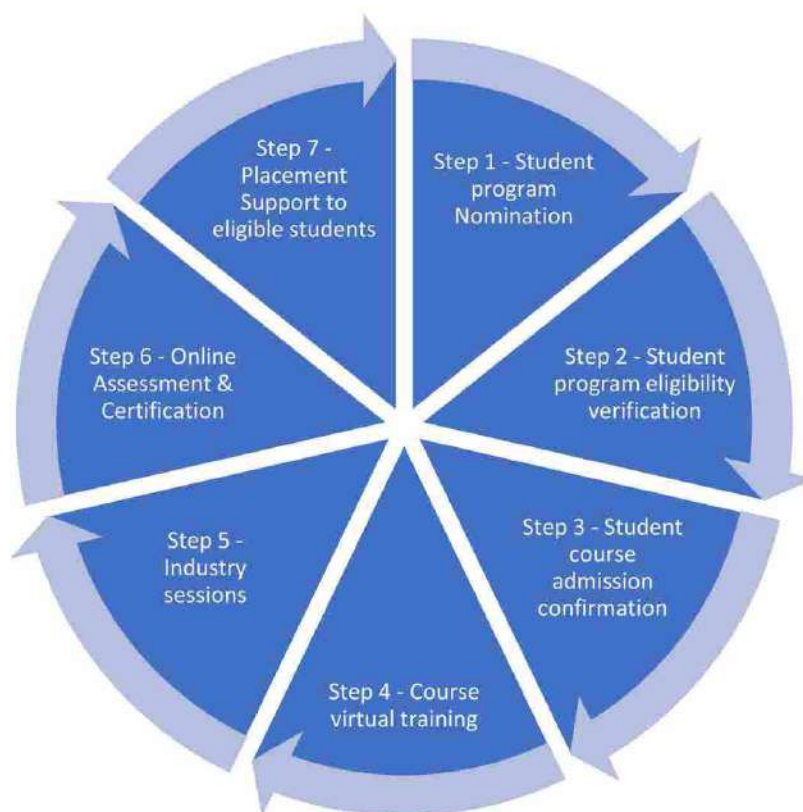 Step 1 - Student
program
Nomination
Step 2 - Student
program eligibility
verification
Step 3 - Student
course
admission
confirmation
Step 4 - Course
virtual training
Step 5 -
Industry
sessions
Step 6 - Online
Assessment &
Certification
Step 7 -
Placement
Support to
eligible students